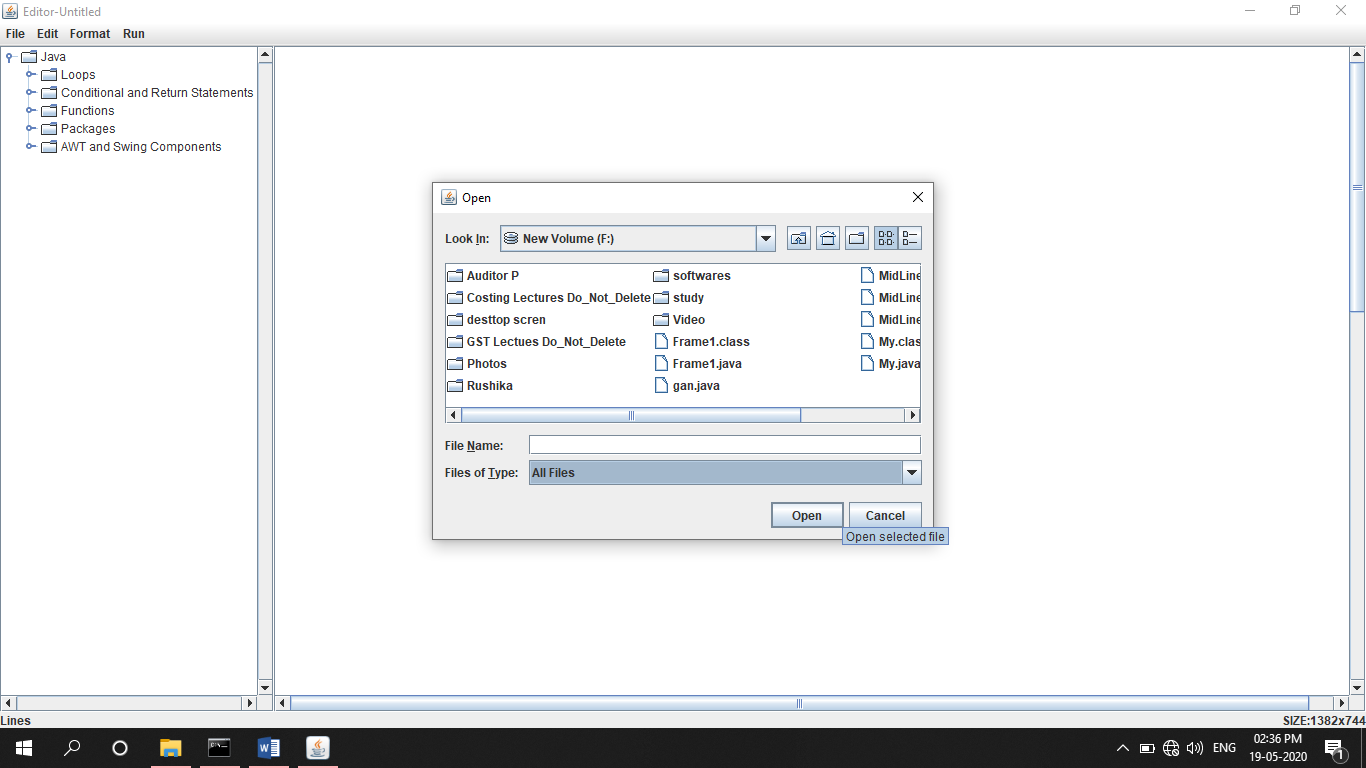 Editor-Untitled
File Edit Format Run
Java
Loops
Conditional and Return Statements
Functions
Packages
AWT and Swing Components
Open
Look In: New Volume (F:)
Auditor P
Costing Lectures Do_Not_Delete
desttop scren
GST Lectues Do_Not_Delete
Photos
Rushika
softwares
study
Video
Frame1.class
Frame1.java
gan.java
MidLine
MidLine
MidLine
My.clas
My.java
File Name:
Files of Type: All Files
Open Cancel
Open selected file
Lines SIZE:1382x744
ENG 02:36 PM
19-05-2020
1